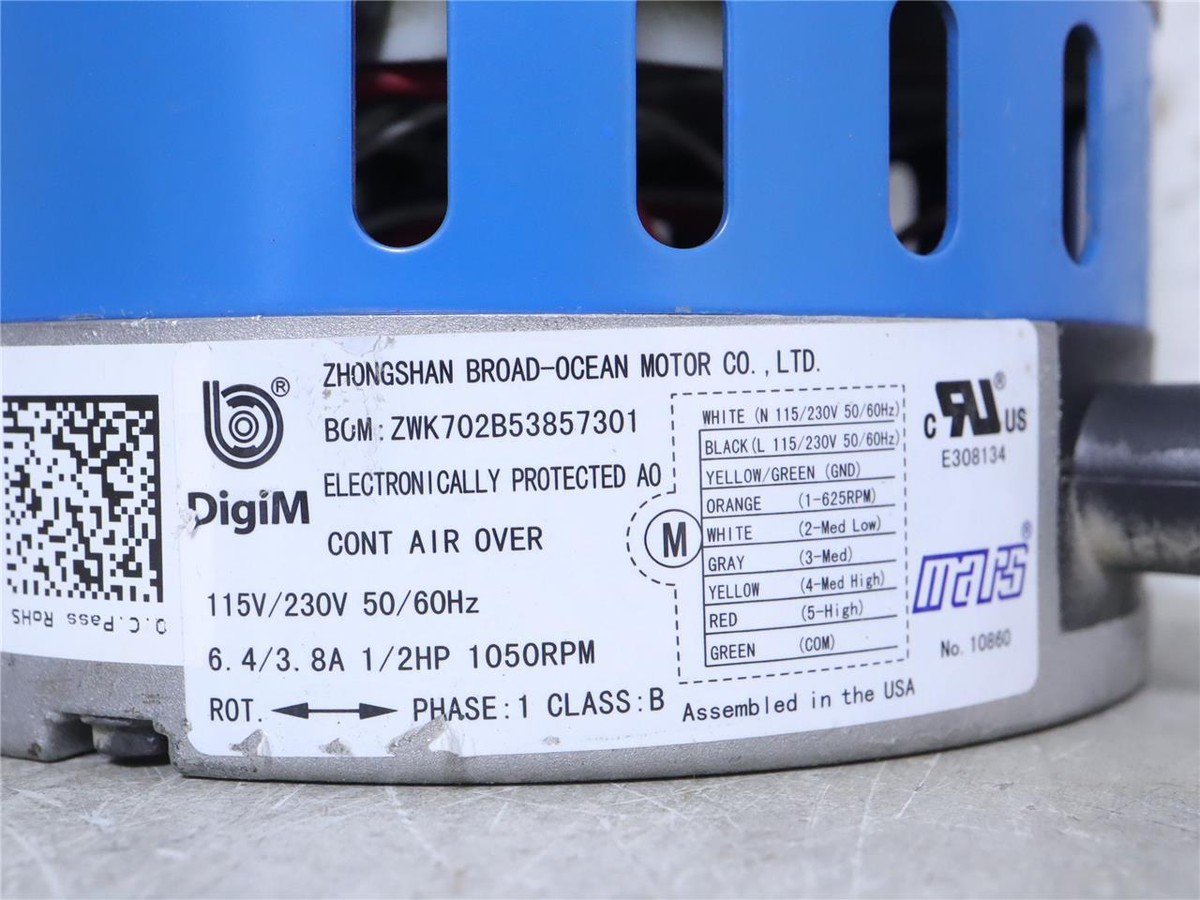 ZHONGSHAN BROAD-OCEAN MOTOR CO.,LTD.
®
BOM:ZWK702B53857301
DigiM
ELECTRONICALLY PROTECTED AO
CONT AIR OVER
115V/230V 50/60Hz
6.4/3.8A 1/2HP 1050RPM
ROT. PHASE:1 CLASS:B
M
WHITE (N 115/230V 50/60Hz)
BLACK(L 115/230V 50/60Hz)
YELLOW/GREEN (GND)
ORANGE (1-625RPM)
WHITE (2-Med Low)
GRAY (3-Med)
YELLOW (4-Med High)
RED (5-High)
GREEN (COM)
Assembled in the USA
c RU US ®
E308134
mars®
No. 10860
Q.C.Pass RoHS